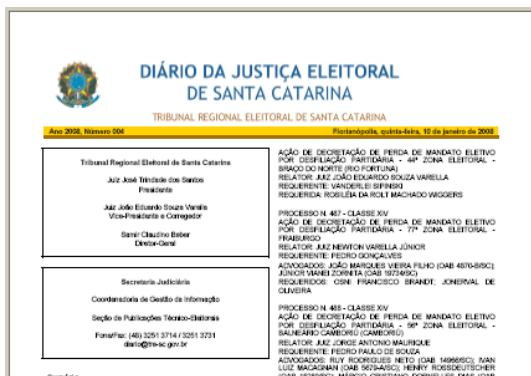 DIÁRIO DA JUSTIÇA ELEITORAL
DE SANTA CATARINA
TRIBUNAL REGIONAL ELEITORAL DE SANTA CATARINA
Ano 2008, Número 004
Florianópolis, quinta-feira, 10 de janeiro de 2008
Tribunal Regional Eleitoral de Santa Catarina
Juiz José Trindade dos Santos
Presidente
Juiz João Eduardo Souza Varella
Vice-Presidente e Corregedor
Samir Claudino Beber
Diretor-Geral
Secretaria Judiciária
Coordenadoria de Gestão da Informação
Seção de Publicações Técnico-Eleitorais
Fone/Fax: (48) 3251 3714 / 3251 3731
diario@tre-sc.gov.br
AÇÃO DE DECRETAÇÃO DE PERDA DE MANDATO ELETIVO
POR DESFILIAÇÃO PARTIDÁRIA - 44ª ZONA ELEITORAL -
BRAÇO DO NORTE (RIO FORTUNA)
RELATOR: JUIZ JOÃO EDUARDO SOUZA VARELLA
REQUERENTE: VANDERLEI SIPINSKI
REQUERIDA: ROSILÉIA DA ROLT MACHADO WIGGERS
PROCESSO N. 487 - CLASSE XIV
AÇÃO DE DECRETAÇÃO DE PERDA DE MANDATO ELETIVO
POR DESFILIAÇÃO PARTIDÁRIA - 77ª ZONA ELEITORAL -
FRAIBURGO
RELATOR: JUIZ NEWTON VARELLA JÚNIOR
REQUERENTE: PEDRO GONÇALVES
ADVOGADOS: JOÃO MARQUES VIEIRA FILHO (OAB 4870-B/SC);
JÚNIOR VIANEI ZORNITA (OAB 19734/SC)
REQUERIDOS: OSNI FRANCISCO BRANDT; JONERVAL DE
OLIVEIRA
PROCESSO N. 488 - CLASSE XIV
AÇÃO DE DECRETAÇÃO DE PERDA DE MANDATO ELETIVO
POR DESFILIAÇÃO PARTIDÁRIA - 56ª ZONA ELEITORAL -
BALNEÁRIO CAMBORIÚ (CAMBORIÚ)
RELATOR: JUIZ JORGE ANTONIO MAURIQUE
REQUERENTE: PEDRO PAULO DE SOUZA
ADVOGADOS: RUY RODRIGUES NETO (OAB 14966/SC); IVAN
LUIZ MACAGNAN (OAB 5679-A/SC); HENRY ROSSDEUTSCHER